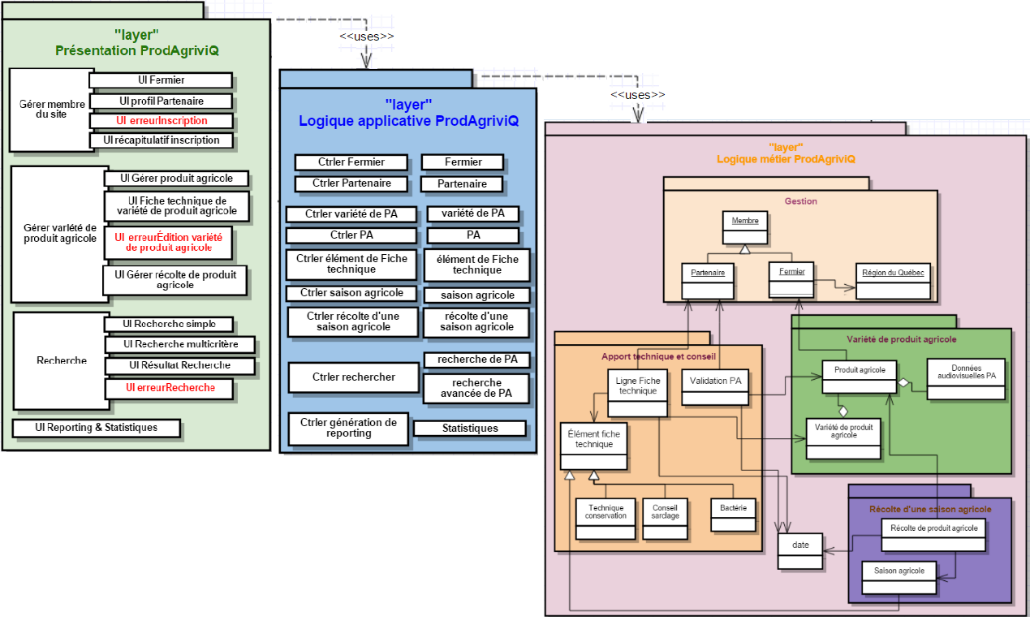 "layer"
Présentation ProdAgriviQ
Gérer membre
du site
UI Fermier
UI profil Partenaire
UI erreurInscription
UI récapitulatif inscription
Gérer variété de
produit agricole
UI Gérer produit agricole
UI Fiche technique de
variété de produit agricole
UI erreurÉdition variété
de produit agricole
UI Gérer récolte de produit
agricole
Recherche
UI Recherche simple
UI Recherche multicritère
UI Résultat Recherche
UI erreurRecherche
UI Reporting & Statistiques
<<uses>>
"layer"
Logique applicative ProdAgriviQ
Ctrler Fermier
Fermier
Ctrler Partenaire
Partenaire
Ctrler variété de PA
variété de PA
Ctrler PA
PA
Ctrler élément de Fiche
technique
élément de Fiche
technique
Ctrler saison agricole
saison agricole
Ctrler récolte d'une
saison agricole
récolte d'une
saison agricole
Ctrler rechercher
recherche de PA
recherche
avancée de PA
Ctrler génération de
reporting
Statistiques
<<uses>>
"layer"
Logique métier ProdAgriviQ
Gestion
Membre
Partenaire
Fermier
Région du Québec
Apport technique et conseil
Ligne Fiche
technique
Validation PA
Élément fiche
technique
Technique
conservation
Conseil
sardage
Bactérie
Variété de produit agricole
Produit agricole
Données
audiovisuelles PA
Variété de produit
agricole
Récolte d'une saison agricole
Récolte de produit agricole
Saison agricole
date